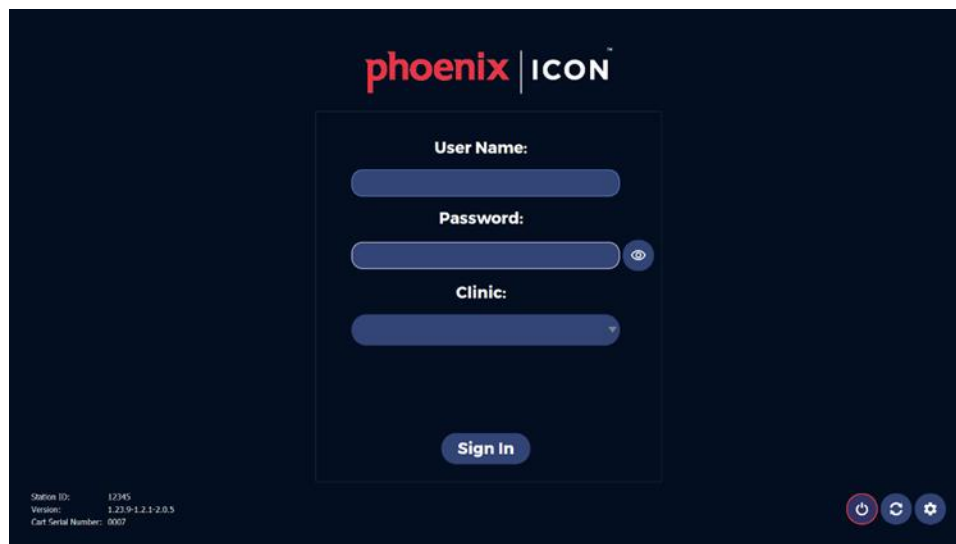 phoenix | ICON™
User Name:
Password:
Clinic:
Sign In
Station ID: 12345
Version: 1.23.9-1.2.1-2.0.5
Cart Serial Number: 0007